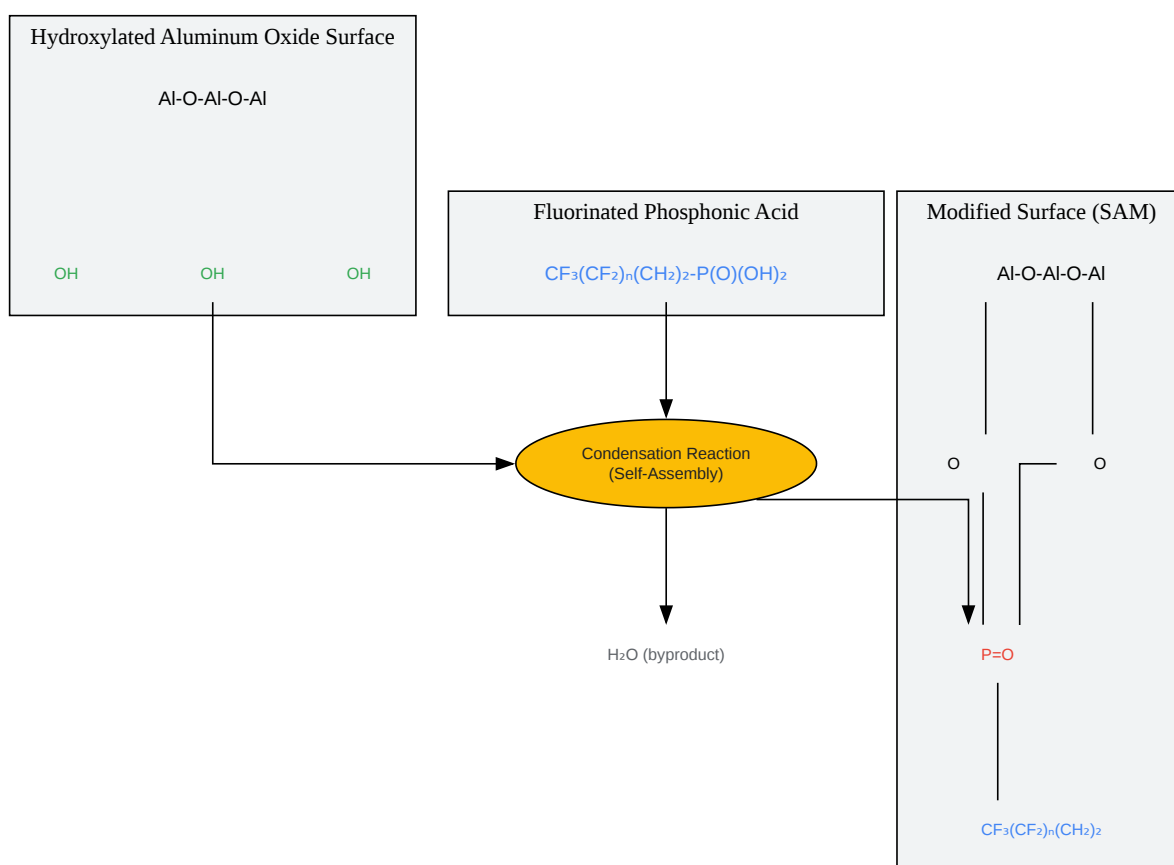 Hydroxylated Aluminum Oxide Surface
Al-O-Al-O-Al
OH OH OH
Fluorinated Phosphonic Acid
CF₃(CF₂)ₙ(CH₂)₂-P(O)(OH)₂
Condensation Reaction
(Self-Assembly)
H₂O (byproduct)
Modified Surface (SAM)
Al-O-Al-O-Al
O O
P=O
CF₃(CF₂)ₙ(CH₂)₂